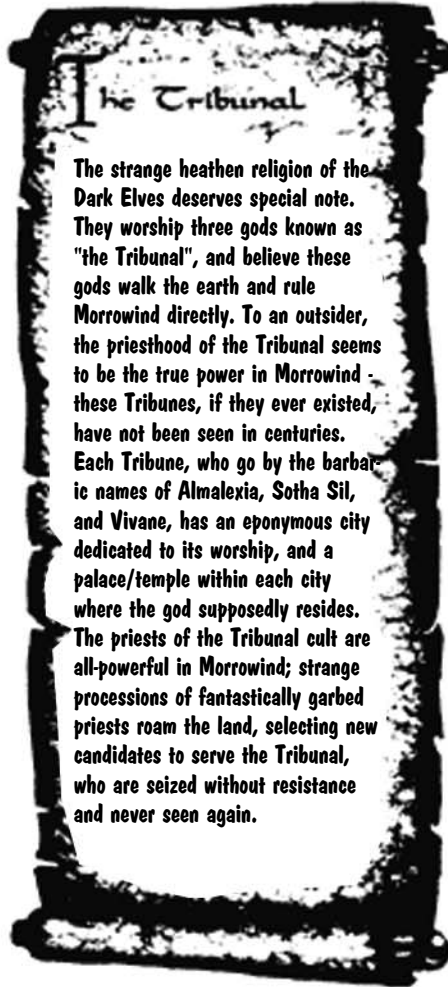 The Tribunal
The strange heathen religion of the
Dark Elves deserves special note.
They worship three gods known as
"the Tribunal", and believe these
gods walk the earth and rule
Morrowind directly. To an outsider,
the priesthood of the Tribunal seems
to be the true power in Morrowind -
these Tribunes, if they ever existed,
have not been seen in centuries.
Each Tribune, who go by the barbar-
ic names of Almalexia, Sotha Sil,
and Vivane, has an eponymous city
dedicated to its worship, and a
palace/temple within each city
where the god supposedly resides.
The priests of the Tribunal cult are
all-powerful in Morrowind; strange
processions of fantastically garbed
priests roam the land, selecting new
candidates to serve the Tribunal,
who are seized without resistance
and never seen again.